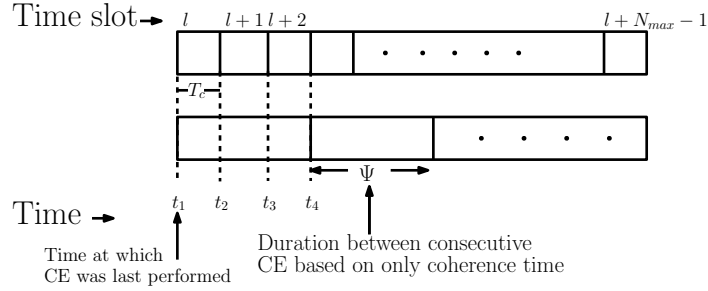 Time slot l l + 1 l + 2 l + N_max − 1
T_c
Ψ
t_1 t_2 t_3 t_4
Time
Time at which
CE was last performed
Duration between consecutive
CE based on only coherence time